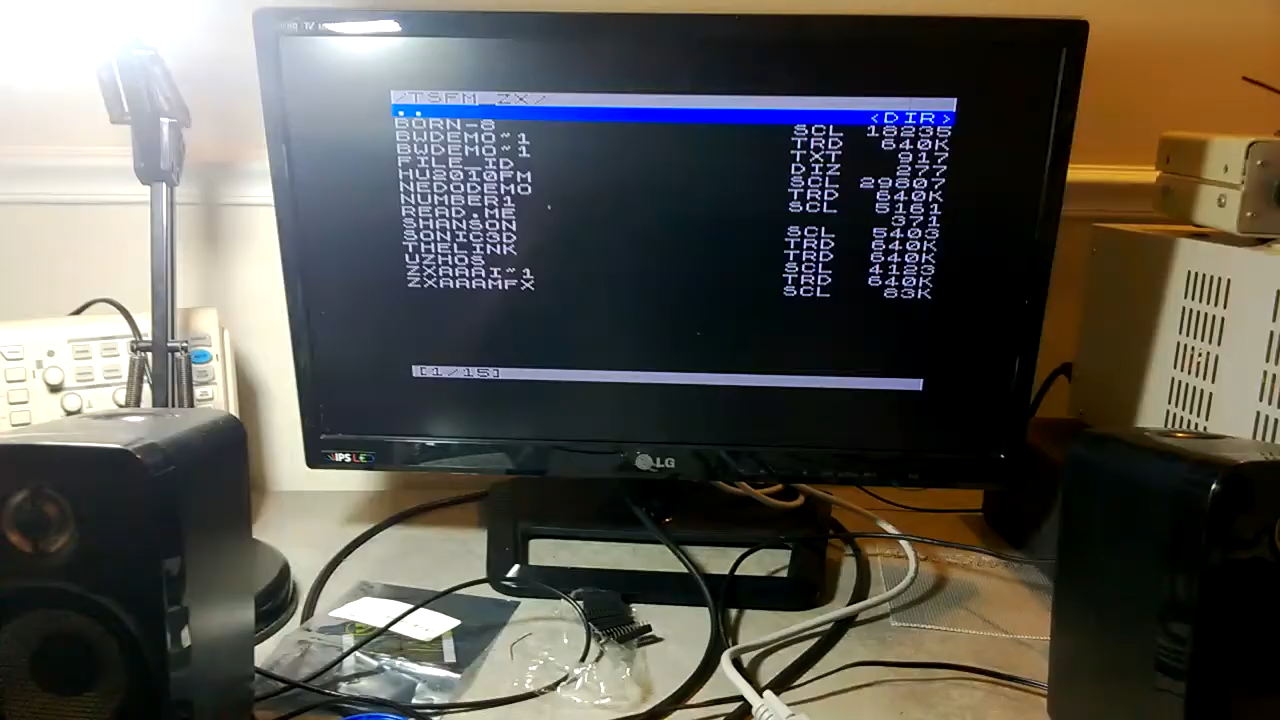 /TSFM_ZX/
.. <DIR>
BORN-8 SCL 18235
BWDEMO~1 TRD 640K
BWDEMO~1 TXT 917
FILE_ID DIZ 277
HU2010FM SCL 29807
NEDODEMO TRD 640K
NUMBER1 SCL 5161
READ.ME 371
SHANSON SCL 5403
SONIC3D TRD 640K
THELINK TRD 640K
UZHOS SCL 4123
ZXAAAI~1 TRD 640K
ZXAAAMFX SCL 83K
[1/15]
IPS LED
LG